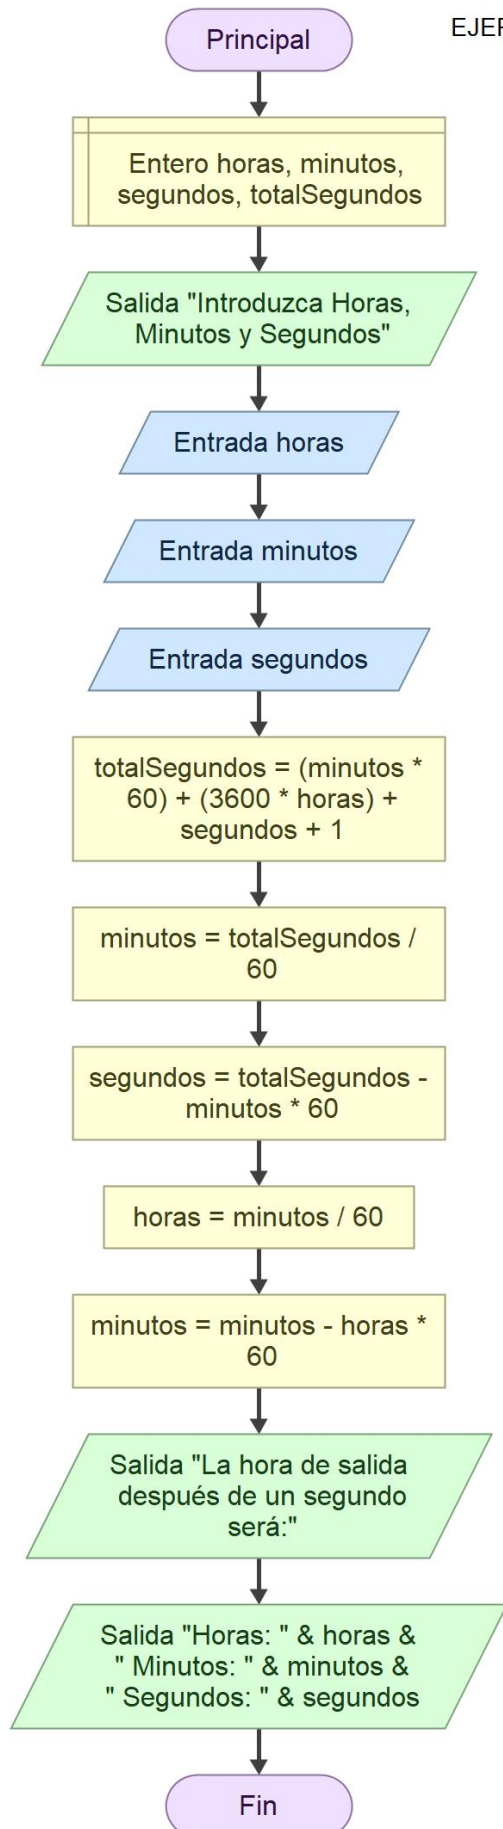 Principal
EJER
Entero horas, minutos,
segundos, totalSegundos
Salida "Introduzca Horas,
Minutos y Segundos"
Entrada horas
Entrada minutos
Entrada segundos
totalSegundos = (minutos *
60) + (3600 * horas) +
segundos + 1
minutos = totalSegundos /
60
segundos = totalSegundos -
minutos * 60
horas = minutos / 60
minutos = minutos - horas *
60
Salida "La hora de salida
después de un segundo
será:"
Salida "Horas: " & horas &
" Minutos: " & minutos &
" Segundos: " & segundos
Fin